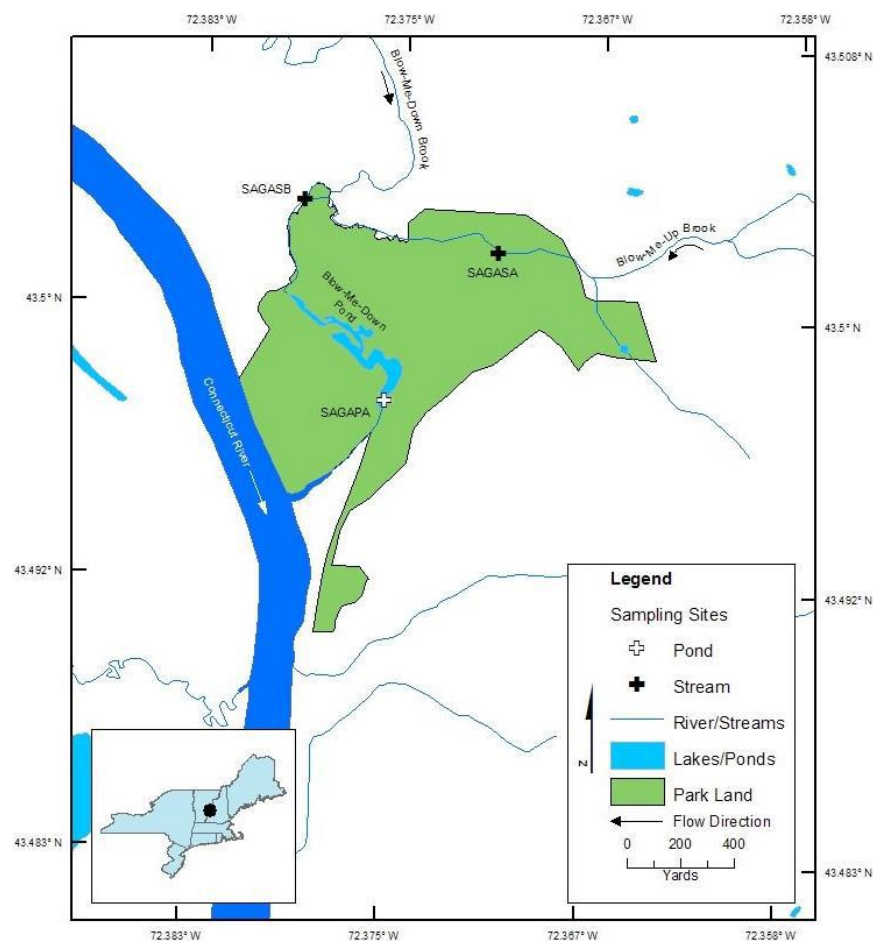 72.383° W
72.375° W
72.367° W
72.358° W
43.508° N
43.508° N
Blow-Me-Down Brook
SAGASB
Blow-Me-Up Brook
SAGASA
43.5° N
43.5° N
Blow-Me-Down
Pond
SAGAPA
Connecticut River
43.492° N
43.492° N
Legend
Sampling Sites
Pond
Stream
River/Streams
Lakes/Ponds
Park Land
Flow Direction
0 200 400
Yards
N
43.483° N
43.483° N
72.383° W
72.375° W
72.367° W
72.358° W